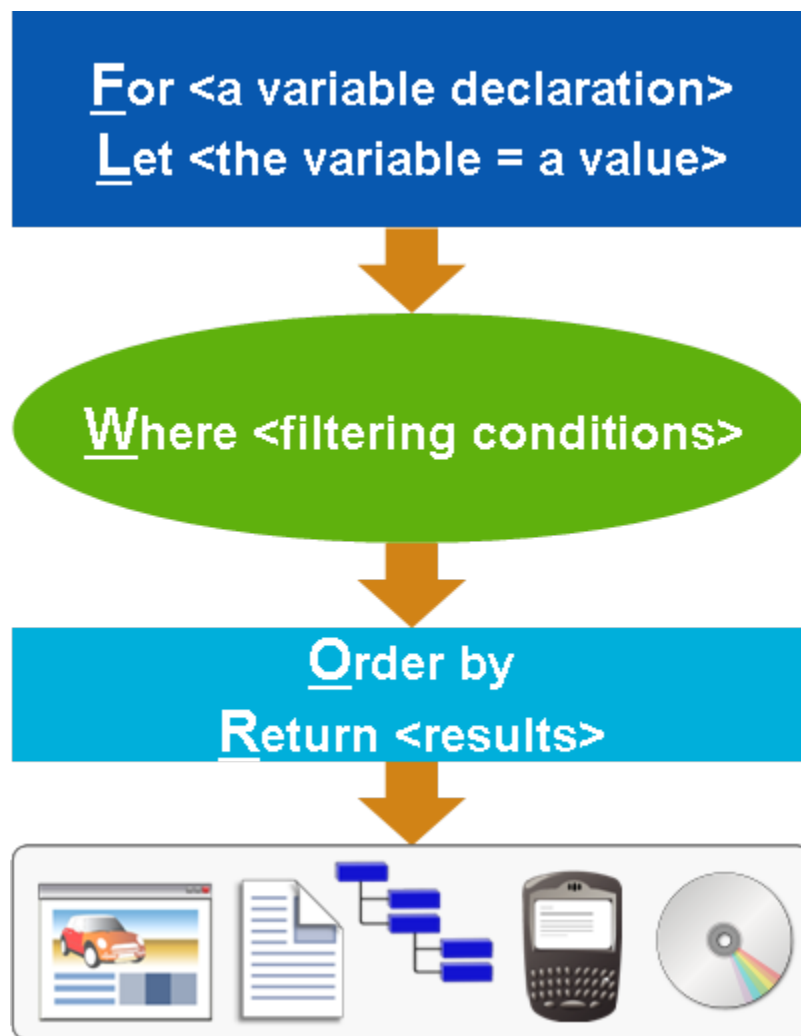 For <a variable declaration>
Let <the variable = a value>
Where <filtering conditions>
Order by
Return <results>